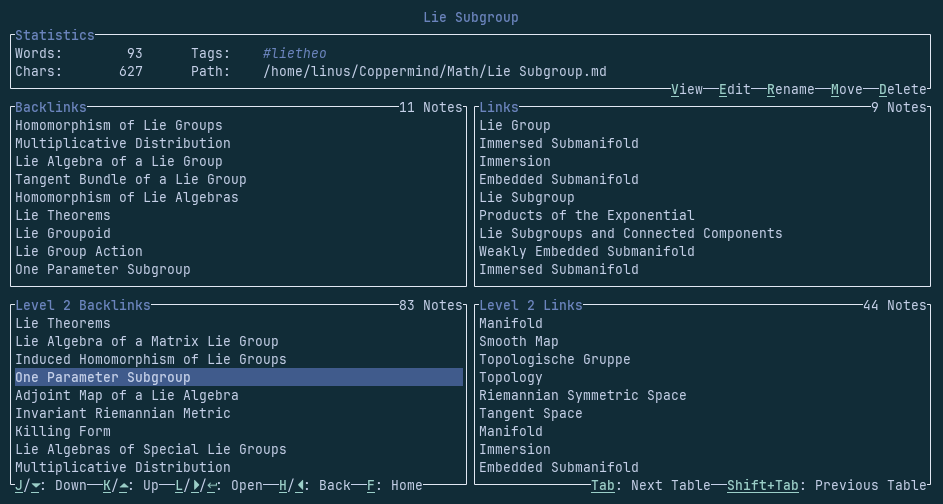 Lie Subgroup
Statistics
Words: 93 Tags: #lietheo
Chars: 627 Path: /home/linus/Coppermind/Math/Lie Subgroup.md
View Edit Rename Move Delete
Backlinks 11 Notes
Homomorphism of Lie Groups
Multiplicative Distribution
Lie Algebra of a Lie Group
Tangent Bundle of a Lie Group
Homomorphism of Lie Algebras
Lie Theorems
Lie Groupoid
Lie Group Action
One Parameter Subgroup
Links 9 Notes
Lie Group
Immersed Submanifold
Immersion
Embedded Submanifold
Lie Subgroup
Products of the Exponential
Lie Subgroups and Connected Components
Weakly Embedded Submanifold
Immersed Submanifold
Level 2 Backlinks 83 Notes
Lie Theorems
Lie Algebra of a Matrix Lie Group
Induced Homomorphism of Lie Groups
One Parameter Subgroup
Adjoint Map of a Lie Algebra
Invariant Riemannian Metric
Killing Form
Lie Algebras of Special Lie Groups
Multiplicative Distribution
Level 2 Links 44 Notes
Manifold
Smooth Map
Topologische Gruppe
Topology
Riemannian Symmetric Space
Tangent Space
Manifold
Immersion
Embedded Submanifold
J/▼: Down K/▲: Up L/▶/↩: Open H/◀: Back F: Home
Tab: Next Table Shift+Tab: Previous Table